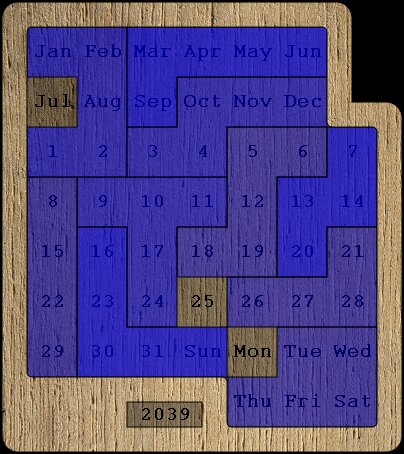 Jan Feb Mar Apr May Jun
Jul Aug Sep Oct Nov Dec
1 2 3 4 5 6 7
8 9 10 11 12 13 14
15 16 17 18 19 20 21
22 23 24 25 26 27 28
29 30 31 Sun Mon Tue Wed
Thu Fri Sat
2039